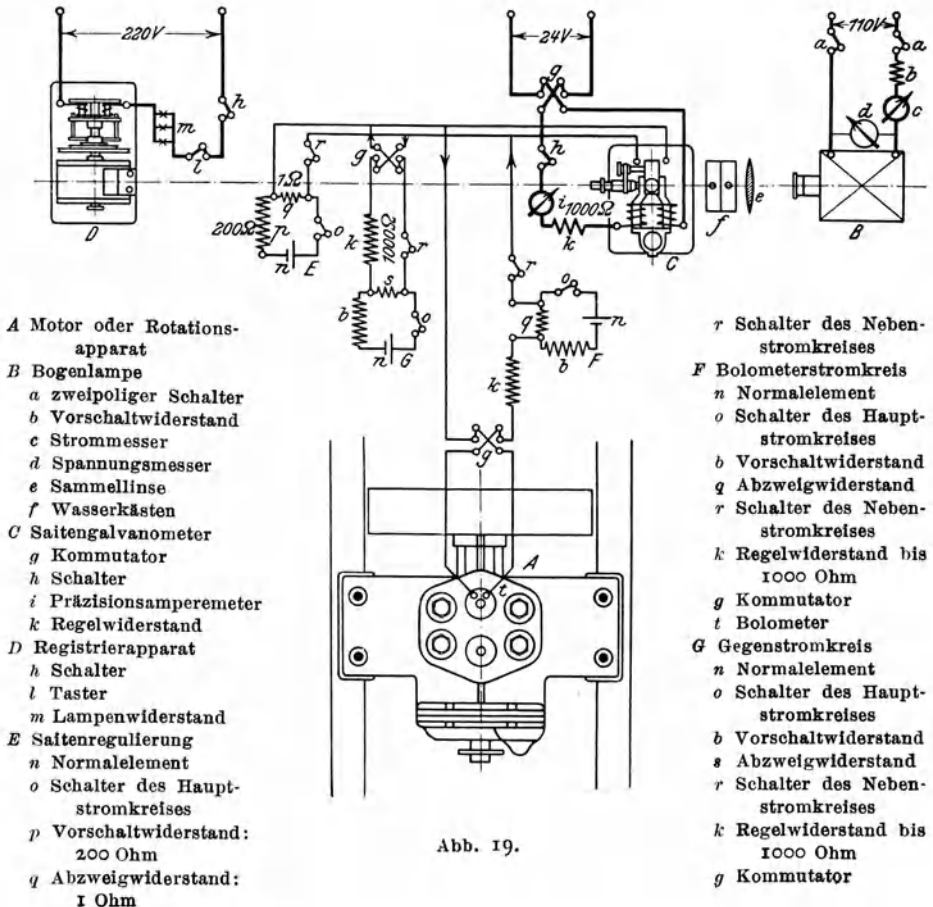 220V
24V
110V
a
a
b
c
d
e
f
B
g
h
i
1000Ω
k
C
h
m
l
D
r
1Ω
q
200Ω
p
o
n
E
g
k
1000Ω
r
s
b
o
n
G
r
o
q
n
b
F
k
g
A
t
A Motor oder Rotations-
apparat
B Bogenlampe
a zweipoliger Schalter
b Vorschaltwiderstand
c Strommesser
d Spannungsmesser
e Sammellinse
f Wasserkästen
C Saitengalvanometer
g Kommutator
h Schalter
i Präzisionsamperemeter
k Regelwiderstand
D Registrierapparat
h Schalter
l Taster
m Lampenwiderstand
E Saitenregulierung
n Normalelement
o Schalter des Haupt-
stromkreises
p Vorschaltwiderstand:
200 Ohm
q Abzweigwiderstand:
1 Ohm
r Schalter des Neben-
stromkreises
F Bolometerstromkreis
n Normalelement
o Schalter des Haupt-
stromkreises
b Vorschaltwiderstand
q Abzweigwiderstand
r Schalter des Neben-
stromkreises
k Regelwiderstand bis
1000 Ohm
g Kommutator
t Bolometer
G Gegenstromkreis
n Normalelement
o Schalter des Haupt-
stromkreises
b Vorschaltwiderstand
s Abzweigwiderstand
r Schalter des Neben-
stromkreises
k Regelwiderstand bis
1000 Ohm
g Kommutator
Abb. 19.